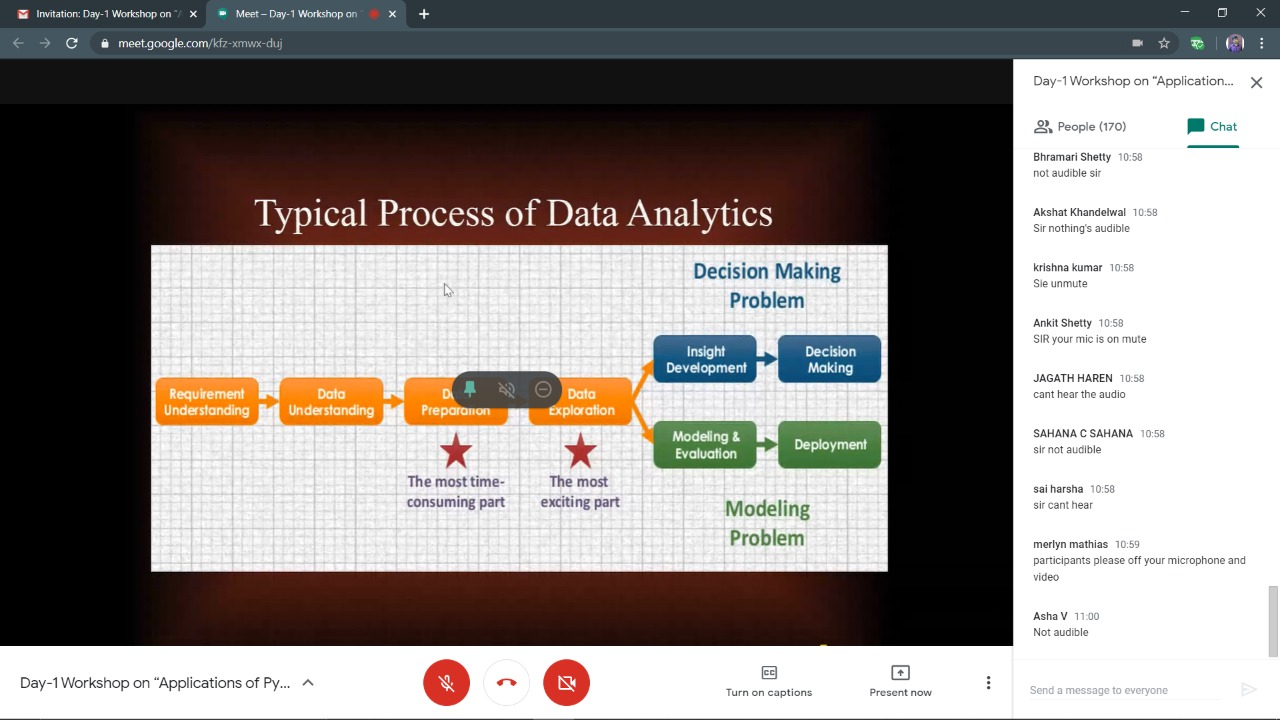 Invitation: Day-1 Workshop on "A
Meet – Day-1 Workshop on
meet.google.com/kfz-xmwx-duj
Typical Process of Data Analytics
Decision Making
Problem
Insight
Development
Decision
Making
Requirement
Understanding
Data
Understanding
Preparation
Data
Exploration
Modeling &
Evaluation
Deployment
The most time-
consuming part
The most
exciting part
Modeling
Problem
Day-1 Workshop on “Applications of Py...
CC
Turn on captions
Present now
Day-1 Workshop on “Application...
People (170)
Chat
Bhramari Shetty 10:58
not audible sir
Akshat Khandelwal 10:58
Sir nothing's audible
krishna kumar 10:58
Sie unmute
Ankit Shetty 10:58
SIR your mic is on mute
JAGATH HAREN 10:58
cant hear the audio
SAHANA C SAHANA 10:58
sir not audible
sai harsha 10:58
sir cant hear
merlyn mathias 10:59
participants please off your microphone and
video
Asha V 11:00
Not audible
Send a message to everyone